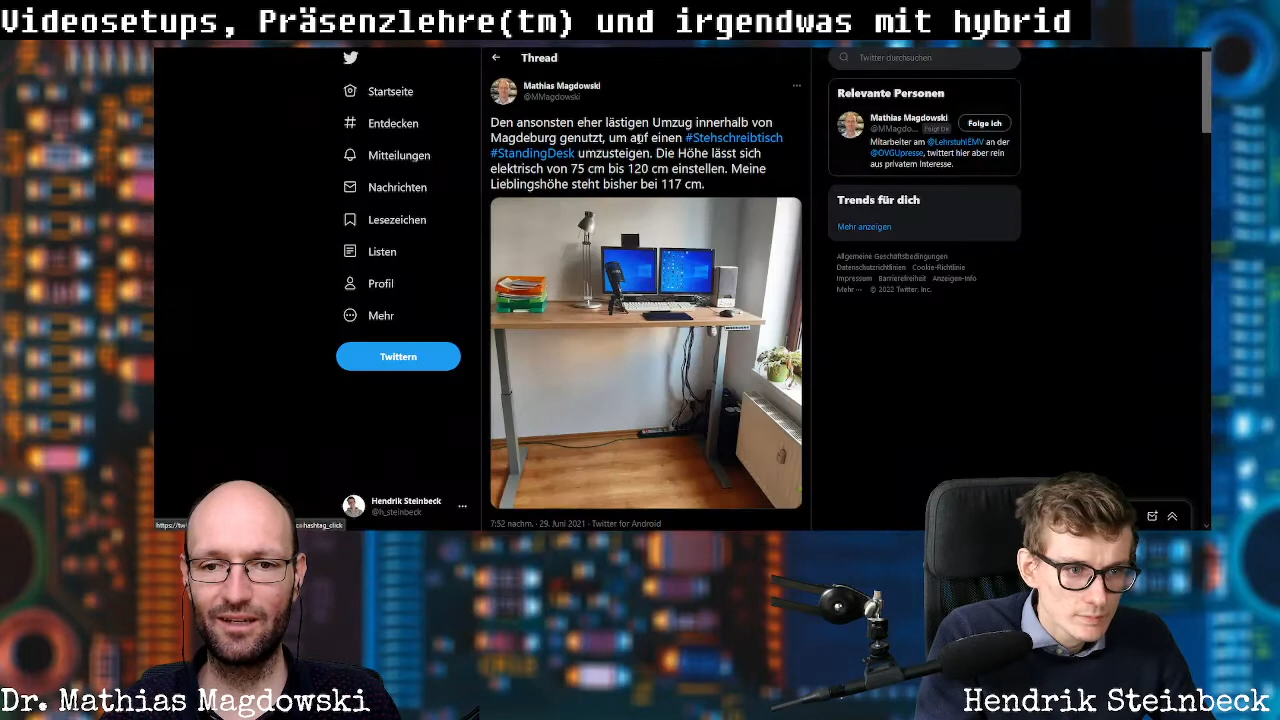 Videosetups, Präsenzlehre(tm) und irgendwas mit hybrid
Startseite
Entdecken
Mitteilungen
Nachrichten
Lesezeichen
Listen
Profil
Mehr
Twittern
Hendrik Steinbeck
@h_steinbeck
Thread
Mathias Magdowski
@MMagdowski
Den ansonsten eher lästigen Umzug innerhalb von
Magdeburg genutzt, um auf einen #Stehschreibtisch
#StandingDesk umzusteigen. Die Höhe lässt sich
elektrisch von 75 cm bis 120 cm einstellen. Meine
Lieblingshöhe steht bisher bei 117 cm.
7:52 nachm. · 29. Juni 2021 · Twitter for Android
Twitter durchsuchen
Relevante Personen
Mathias Magdowski
@MMagdo... Folgt Dir
Folge ich
Mitarbeiter am @LehrstuhlEMV an der
@OVGUpresse, twittert hier aber rein
aus privatem Interesse.
Trends für dich
Mehr anzeigen
Allgemeine Geschäftsbedingungen
Datenschutzrichtlinien Cookie-Richtlinie
Impressum Barrierefreiheit Anzeigen-Info
Mehr ··· © 2022 Twitter, Inc.
Dr. Mathias Magdowski
Hendrik Steinbeck